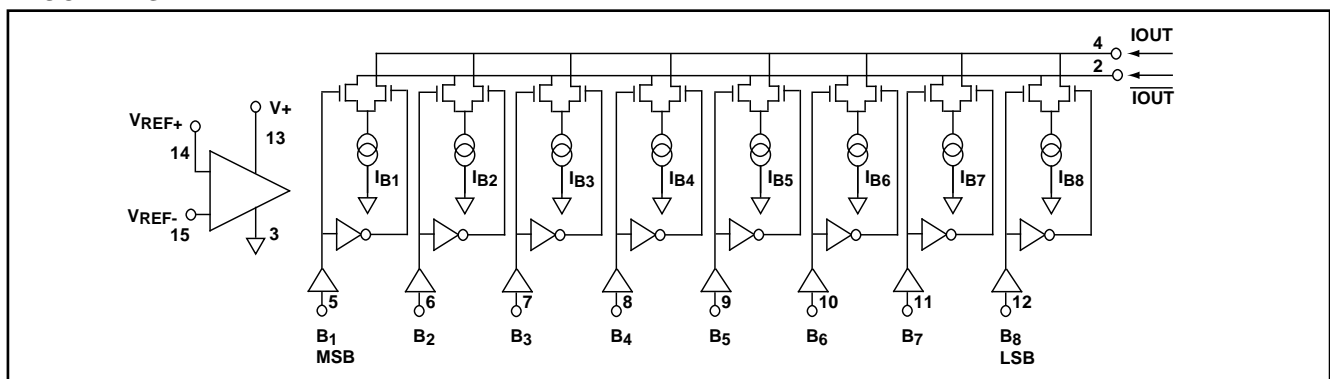 4 IOUT
2
IOUT
V+
13
VREF+
14
VREF-
15
3
IB1 IB2 IB3 IB4 IB5 IB6 IB7 IB8
5 6 7 8 9 10 11 12
B1 B2 B3 B4 B5 B6 B7 B8
MSB LSB